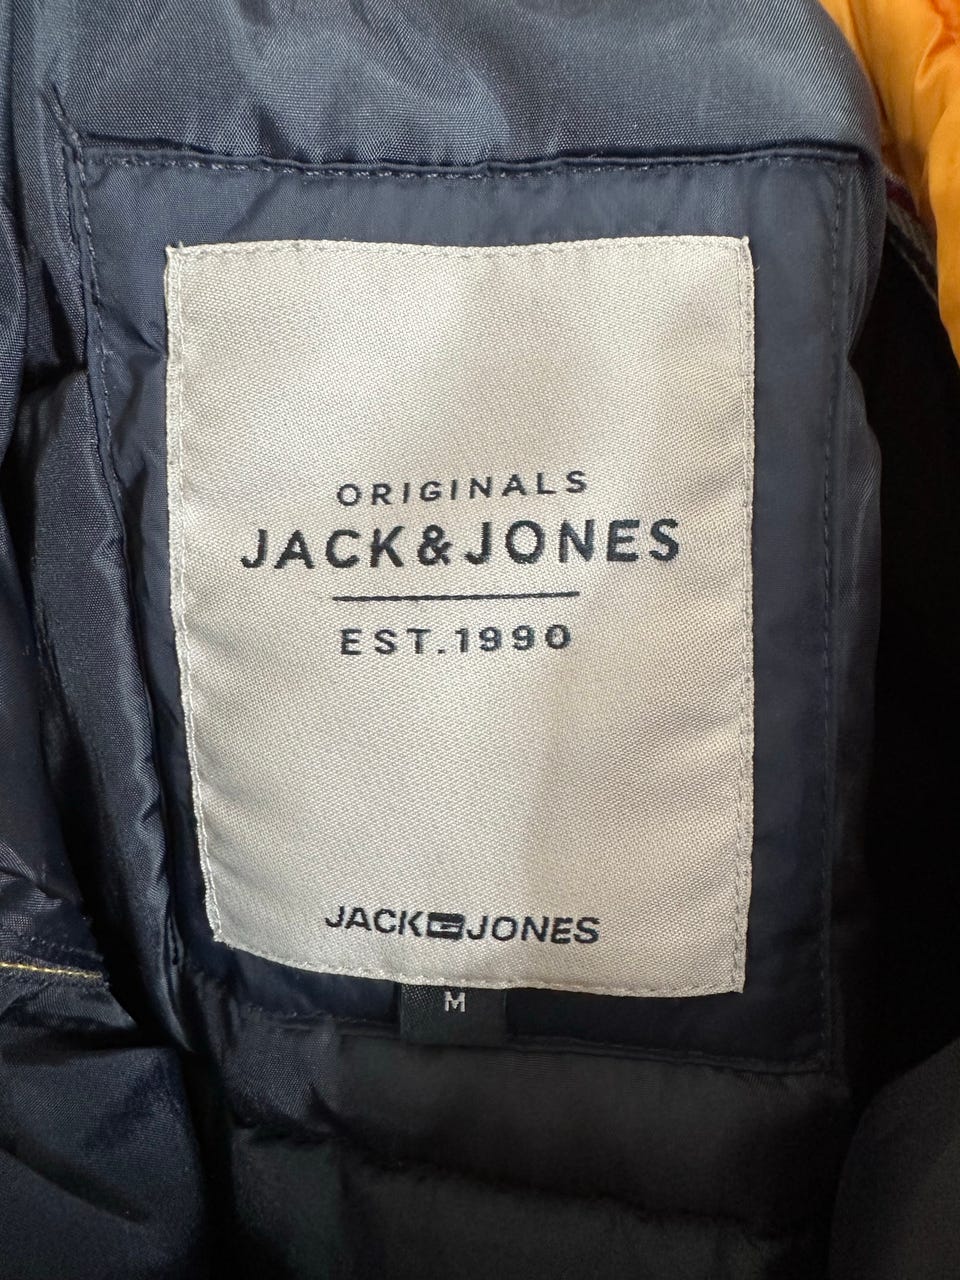 ORIGINALS
JACK&JONES
EST.1990
JACK JONES
M